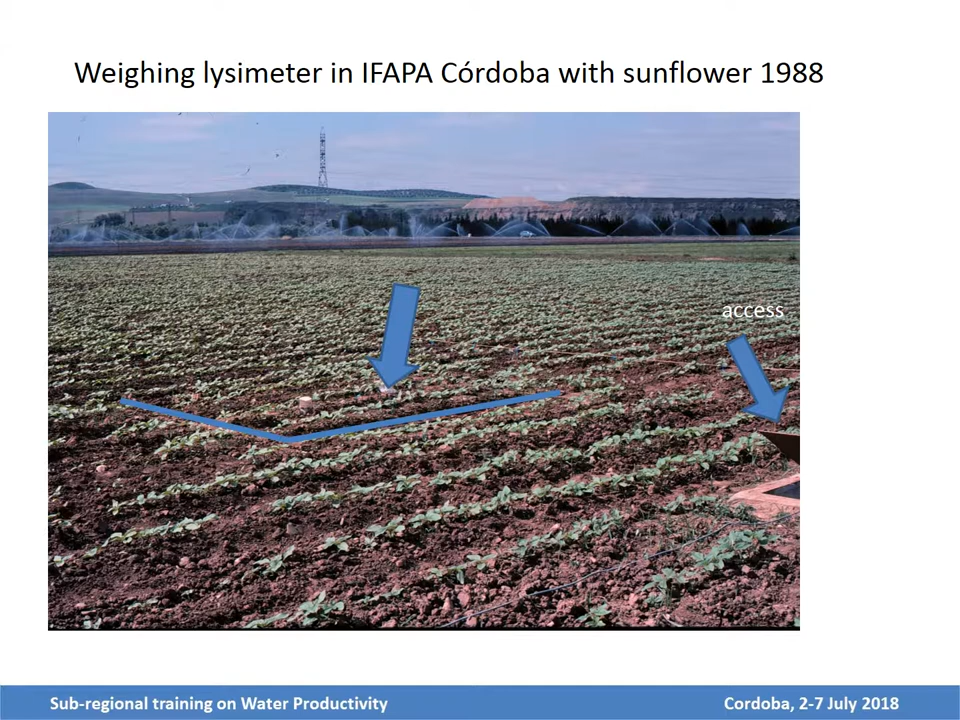 Weighing lysimeter in IFAPA Córdoba with sunflower 1988
access
Sub-regional training on Water Productivity
Cordoba, 2-7 July 2018